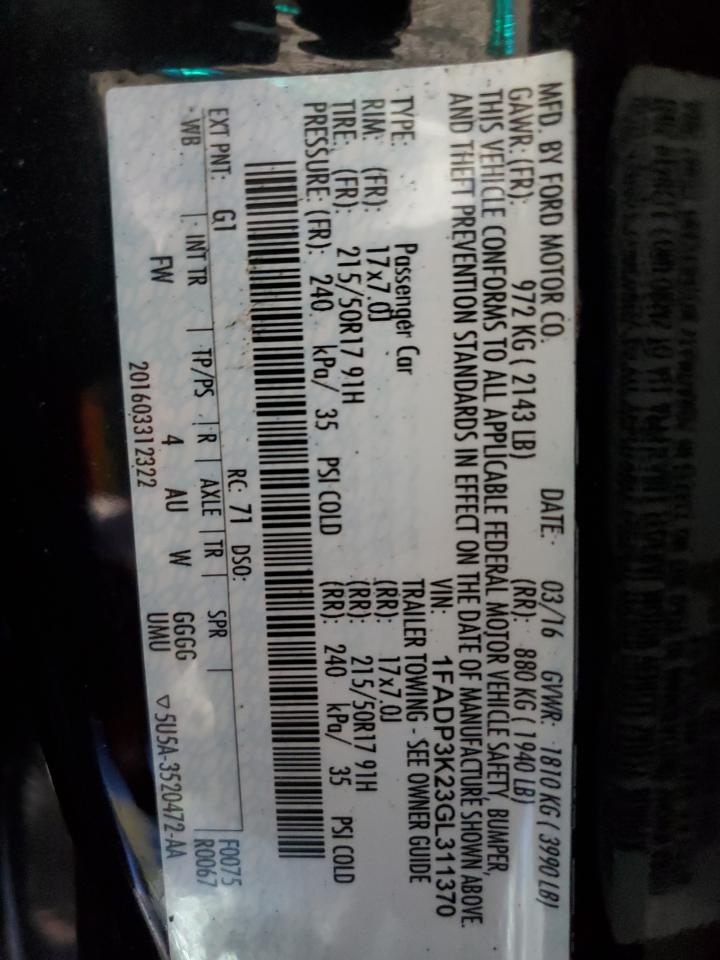 MFD. BY FORD MOTOR CO. DATE: 03/16 GVWR: 1810 KG ( 3990 LB)
GAWR: (FR): 972 KG ( 2143 LB) (RR): 880 KG ( 1940 LB)
THIS VEHICLE CONFORMS TO ALL APPLICABLE FEDERAL MOTOR VEHICLE SAFETY, BUMPER,
AND THEFT PREVENTION STANDARDS IN EFFECT ON THE DATE OF MANUFACTURE SHOWN ABOVE.
VIN: 1FADP3K23GL311370
TYPE: Passenger Car TRAILER TOWING - SEE OWNER GUIDE
RIM: (FR): 17x7.0J (RR): 17x7.0J
TIRE: (FR): 215/50R17 91H (RR): 215/50R17 91H
PRESSURE: (FR): 240 kPa/ 35 PSI COLD (RR): 240 kPa/ 35 PSI COLD
EXT PNT: G1 RC: 71 DSO: F0075
WB | INT TR | TP/PS | R | AXLE | TR | SPR R0067
FW 4 AU W GGGG
201603312322 UMU ▽5U5A-3520472-AA